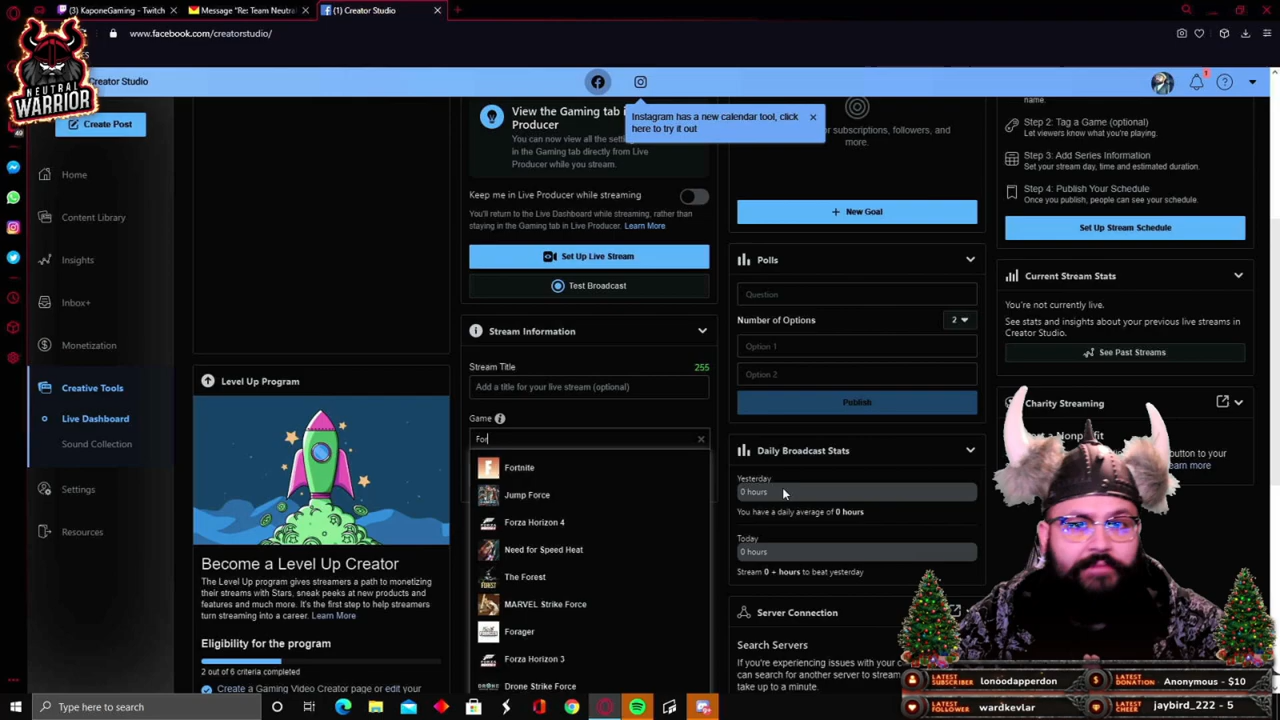 (3) KaponeGaming - Twitch
Message "Re: Team Neutral
(1) Creator Studio
www.facebook.com/creatorstudio/
NEUTRAL
WARRIOR
Creator Studio
Create Post
49
Home
Content Library
Insights
Inbox+
Monetization
Creative Tools
Live Dashboard
Sound Collection
Settings
Resources
Level Up Program
Become a Level Up Creator
The Level Up program gives streamers a path to monetizing
their streams with Stars, sneak peeks at new products and
features and much more. It's the first step to help streamers
turn streaming into a career. Learn More
Eligibility for the program
2 out of 6 criteria completed
Create a Gaming Video Creator page or edit your
View the Gaming tab in
Producer
You can now view all the
in the Gaming tab directly from Live
Producer while you stream.
Keep me in Live Producer while streaming
You'll return to the Live Dashboard while streaming, rather than
staying in the Gaming tab in Live Producer. Learn More
Set Up Live Stream
Test Broadcast
Stream Information
Stream Title
255
Add a title for your live stream (optional)
Game
For
Fortnite
Jump Force
Forza Horizon 4
Need for Speed Heat
The Forest
MARVEL Strike Force
Forager
Forza Horizon 3
Drone Strike Force
Instagram has a new calendar tool, click
here to try it out
subscriptions, followers, and
more.
+ New Goal
Polls
Question
Number of Options
2
Option 1
Option 2
Publish
Daily Broadcast Stats
Yesterday
0 hours
You have a daily average of 0 hours
Today
0 hours
Stream 0 + hours to beat yesterday
Server Connection
Search Servers
If you're experiencing issues with your
can search for another server to stream
take up to a minute.
1
name.
Step 2: Tag a Game (optional)
Let viewers know what you're playing.
Step 3: Add Series Information
Set your stream day, time and estimated duration.
Step 4: Publish Your Schedule
Once you publish, people can see your schedule.
Set Up Stream Schedule
Current Stream Stats
You're not currently live.
See stats and insights about your previous live streams in
Creator Studio.
See Past Streams
Charity Streaming
button to your
learn more
LATEST
SUBSCRIBER
lonoodapperdon
LATEST
DONATION
Anonymous - $10
LATEST
FOLLOWER
wardkevlar
LATEST
CHEER
jaybird_222 - 5
Type here to search